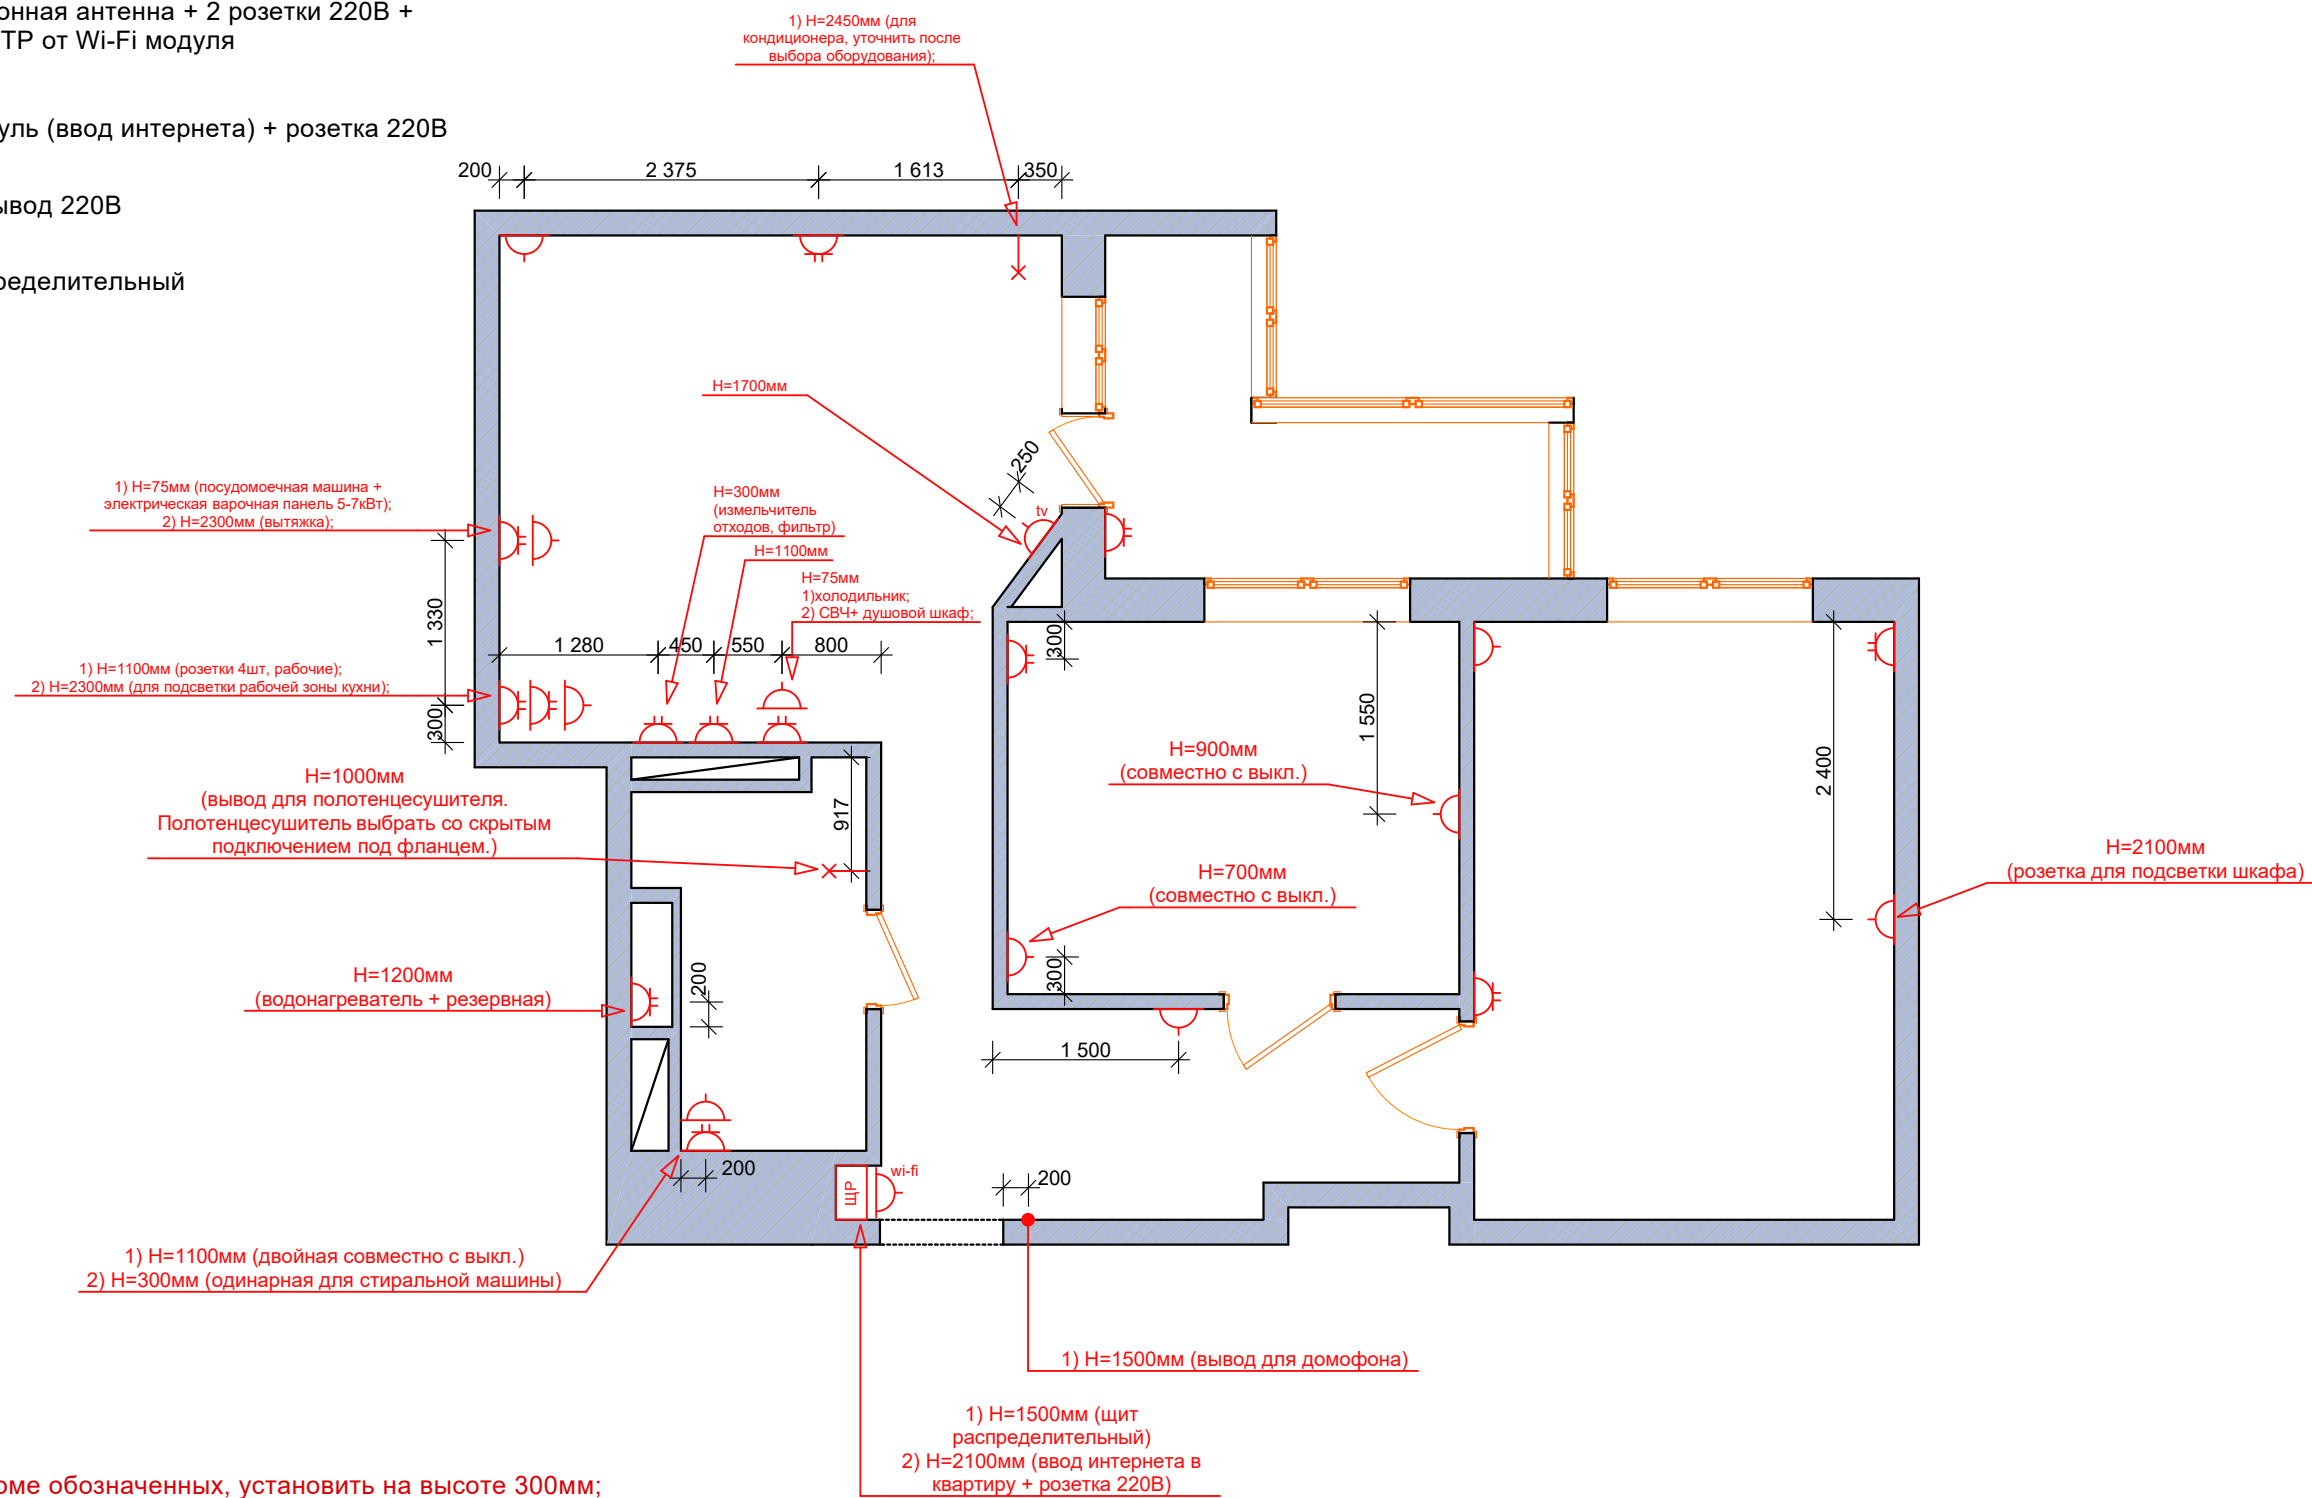 онная антенна + 2 розетки 220В +
ТР от Wi-Fi модуля
уль (ввод интернета) + розетка 220В
ывод 220В
ределительный
1) H=2450мм (для
кондиционера, уточнить после
выбора оборудования);
200
2 375
1 613
350
H=1700мм
250
tv
1) H=75мм (посудомоечная машина +
электрическая варочная панель 5-7кВт);
2) H=2300мм (вытяжка);
H=300мм
(измельчитель
отходов, фильтр)
H=1100мм
H=75мм
1)холодильник;
2) СВЧ+ душовой шкаф;
1 330
300
1 280
450
550
800
1) H=1100мм (розетки 4шт, рабочие);
2) H=2300мм (для подсветки рабочей зоны кухни);
300
1 550
2 400
H=1000мм
(вывод для полотенцесушителя.
Полотенцесушитель выбрать со скрытым
подключением под фланцем.)
917
H=900мм
(совместно с выкл.)
H=700мм
(совместно с выкл.)
H=2100мм
(розетка для подсветки шкафа)
H=1200мм
(водонагреватель + резервная)
200
300
1 500
200
wi-fi
ЩР
200
1) H=1100мм (двойная совместно с выкл.)
2) H=300мм (одинарная для стиральной машины)
1) H=1500мм (вывод для домофона)
1) H=1500мм (щит
распределительный)
2) H=2100мм (ввод интернета в
квартиру + розетка 220В)
оме обозначенных, установить на высоте 300мм;